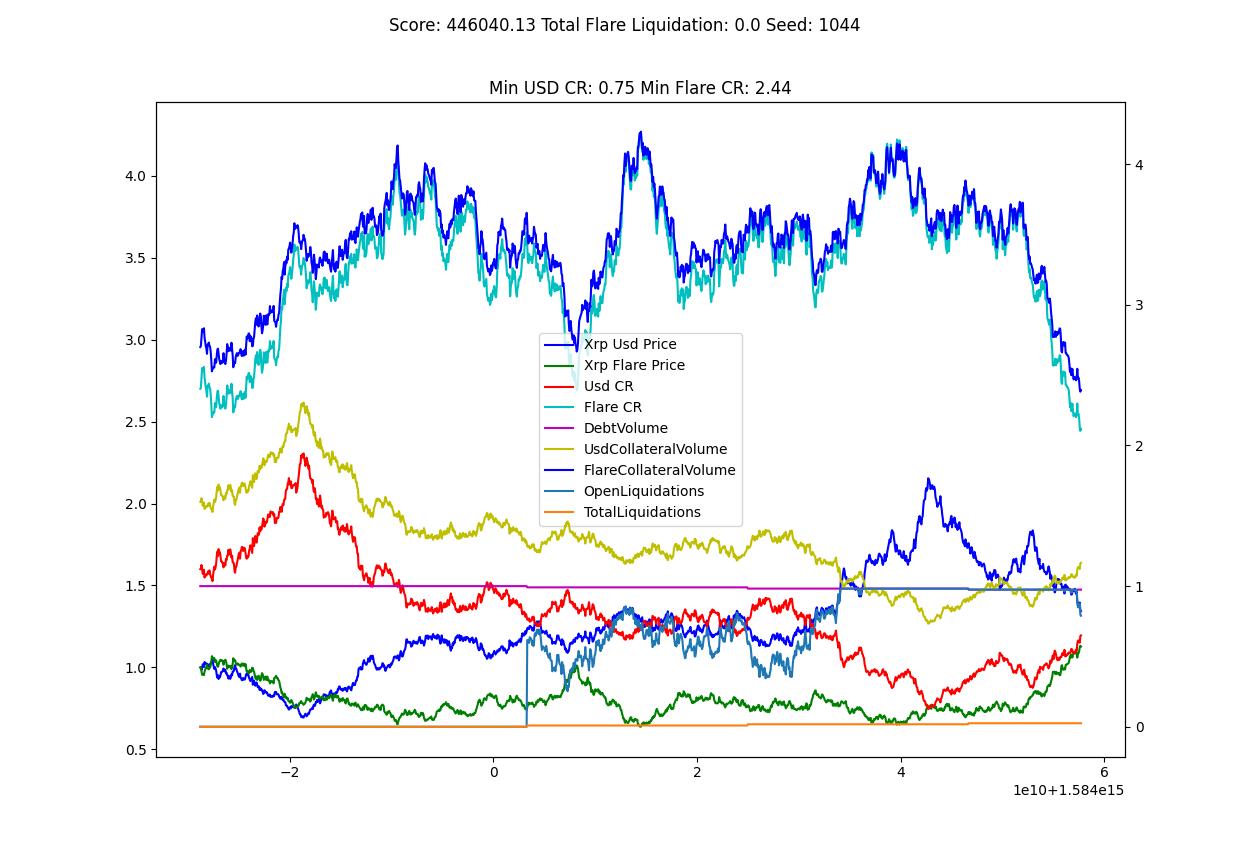 Score: 446040.13 Total Flare Liquidation: 0.0 Seed: 1044
Min USD CR: 0.75 Min Flare CR: 2.44
4.0
3.5
3.0
2.5
2.0
1.5
1.0
0.5
4
3
2
1
0
Xrp Usd Price
Xrp Flare Price
Usd CR
Flare CR
DebtVolume
UsdCollateralVolume
FlareCollateralVolume
OpenLiquidations
TotalLiquidations
−2
0
2
4
6
1e10+1.584e15